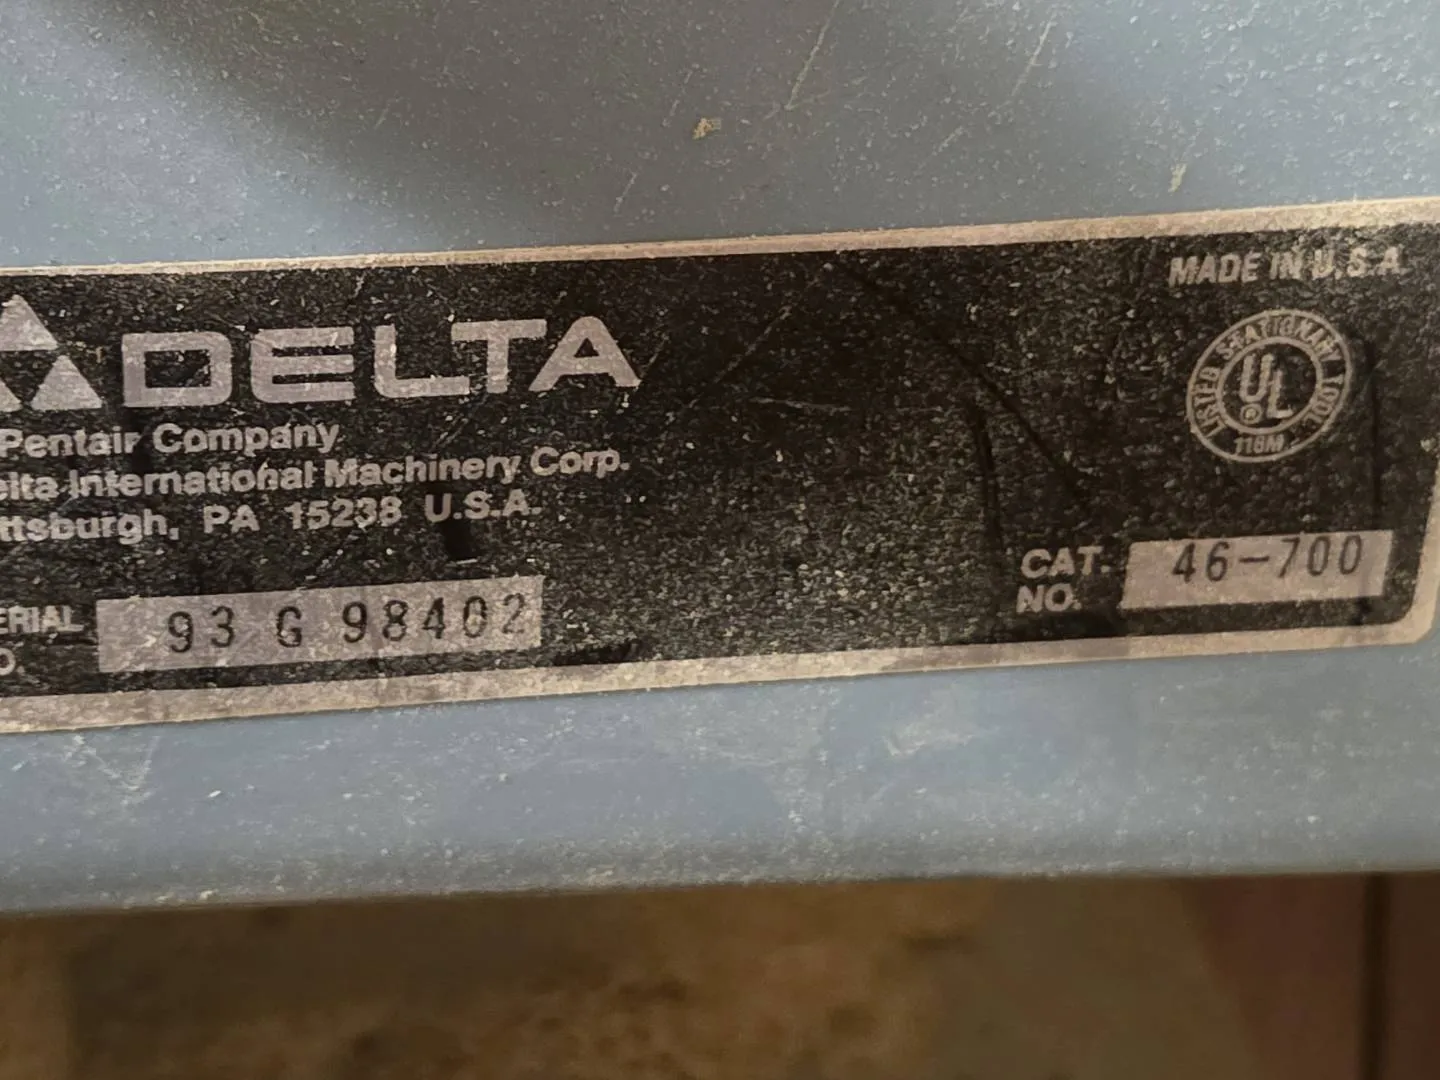 MADE IN U.S.A.
DELTA
Pentair Company
elta International Machinery Corp.
ttsburgh, PA 15238 U.S.A.
LISTED STATIONARY TOOL
UL
®
116M
CAT. NO. 46-700
ERIAL O. 93 G 98402